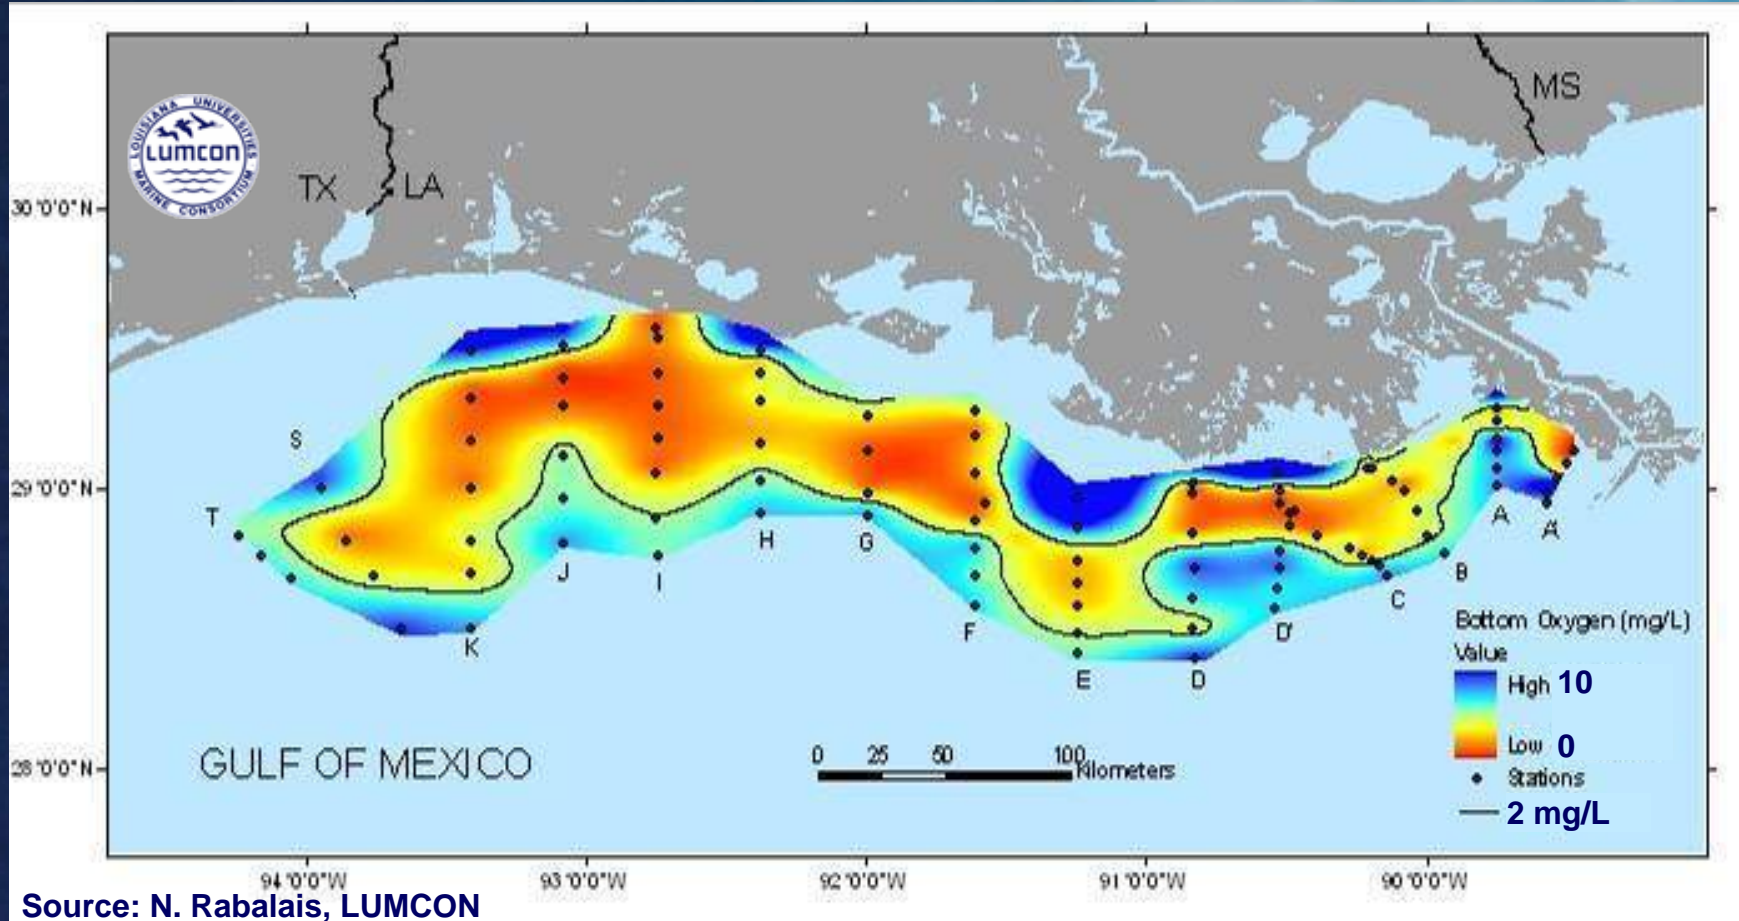 LOUISIANA UNIVERSITIES
LUMCON
MARINE CONSORTIUM
TX
LA
MS
30°0'0"N
29°0'0"N
28°0'0"N
S
T
K
J
I
H
G
F
E
D
D'
C
B
A
A'
GULF OF MEXICO
0 25 50 100
Kilometers
Bottom Oxygen (mg/L)
Value
High 10
Low 0
Stations
2 mg/L
94°0'0"W 93°0'0"W 92°0'0"W 91°0'0"W 90°0'0"W
Source: N. Rabalais, LUMCON